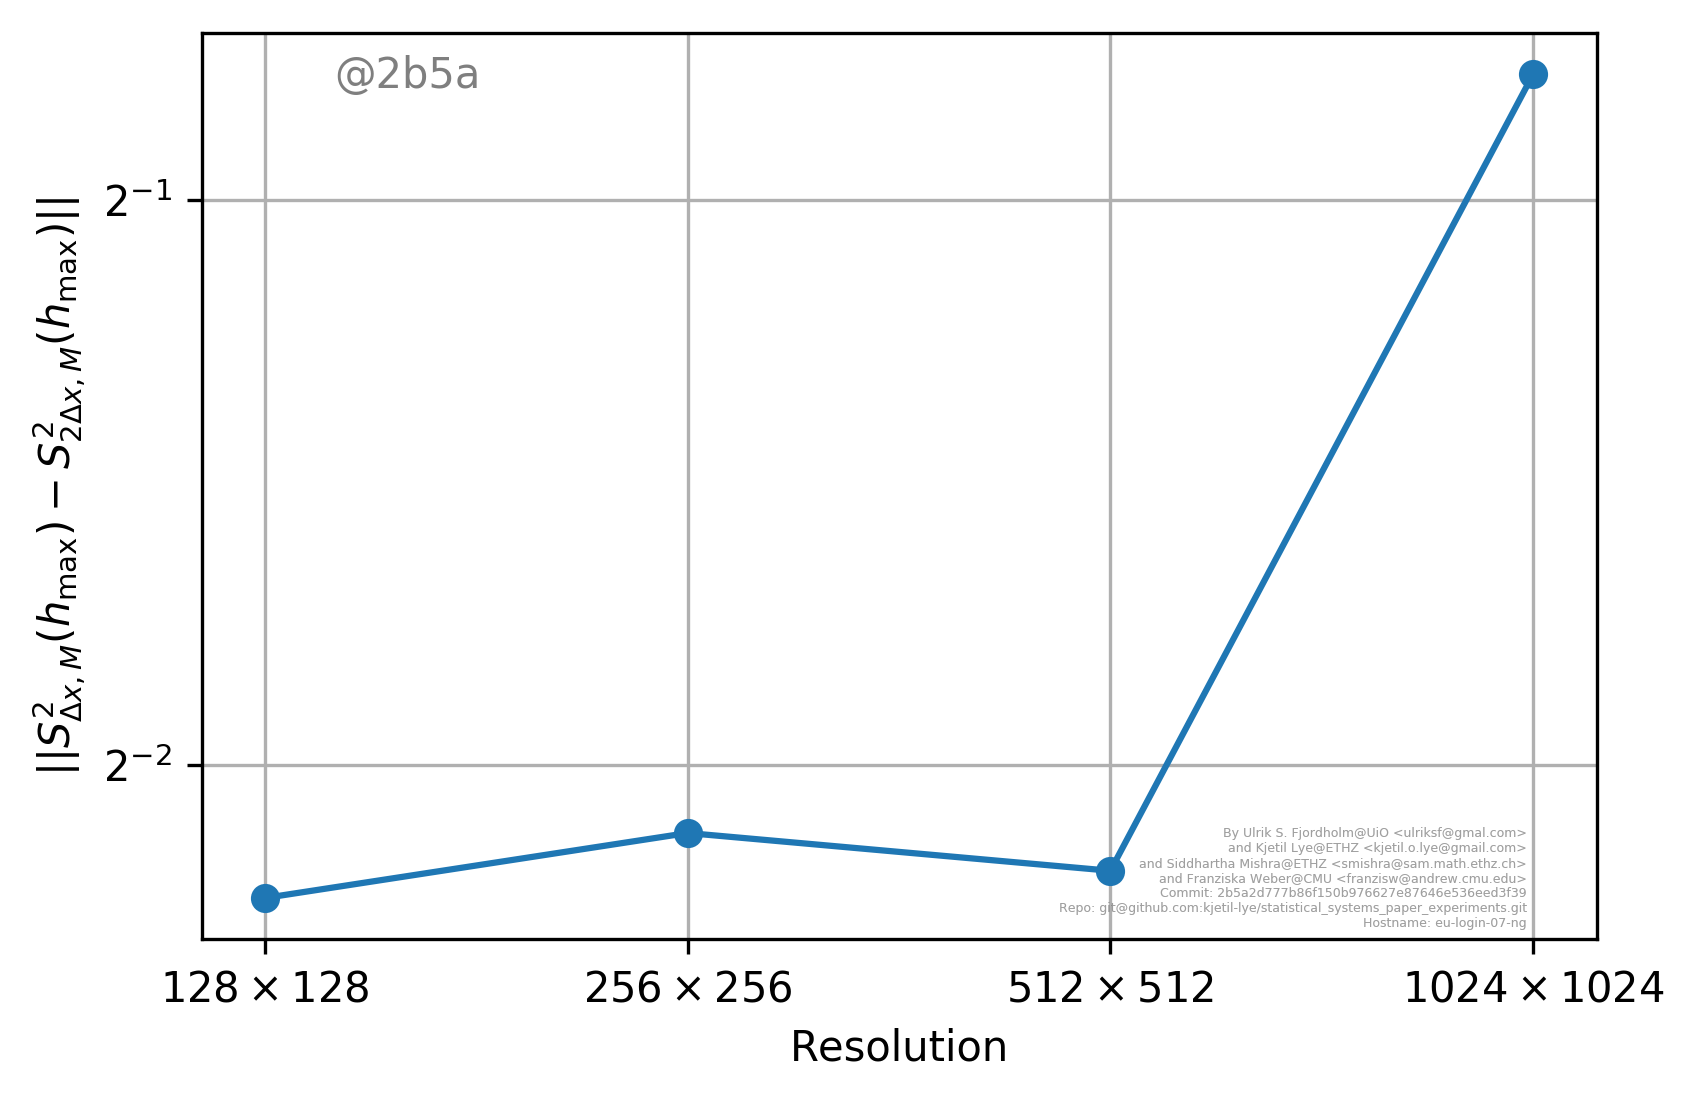 @2b5a
2⁻¹
||S²_{Δx, M}(h_max) − S²_{2Δx, M}(h_max)||
2⁻²
By Ulrik S. Fjordholm@UiO <ulriksf@gmal.com>
and Kjetil Lye@ETHZ <kjetil.o.lye@gmail.com>
and Siddhartha Mishra@ETHZ <smishra@sam.math.ethz.ch>
and Franziska Weber@CMU <franzisw@andrew.cmu.edu>
Commit: 2b5a2d777b86f150b976627e87646e536eed3f39
Repo: git@github.com:kjetil-lye/statistical_systems_paper_experiments.git
Hostname: eu-login-07-ng
128 × 128 256 × 256 512 × 512 1024 × 1024
Resolution